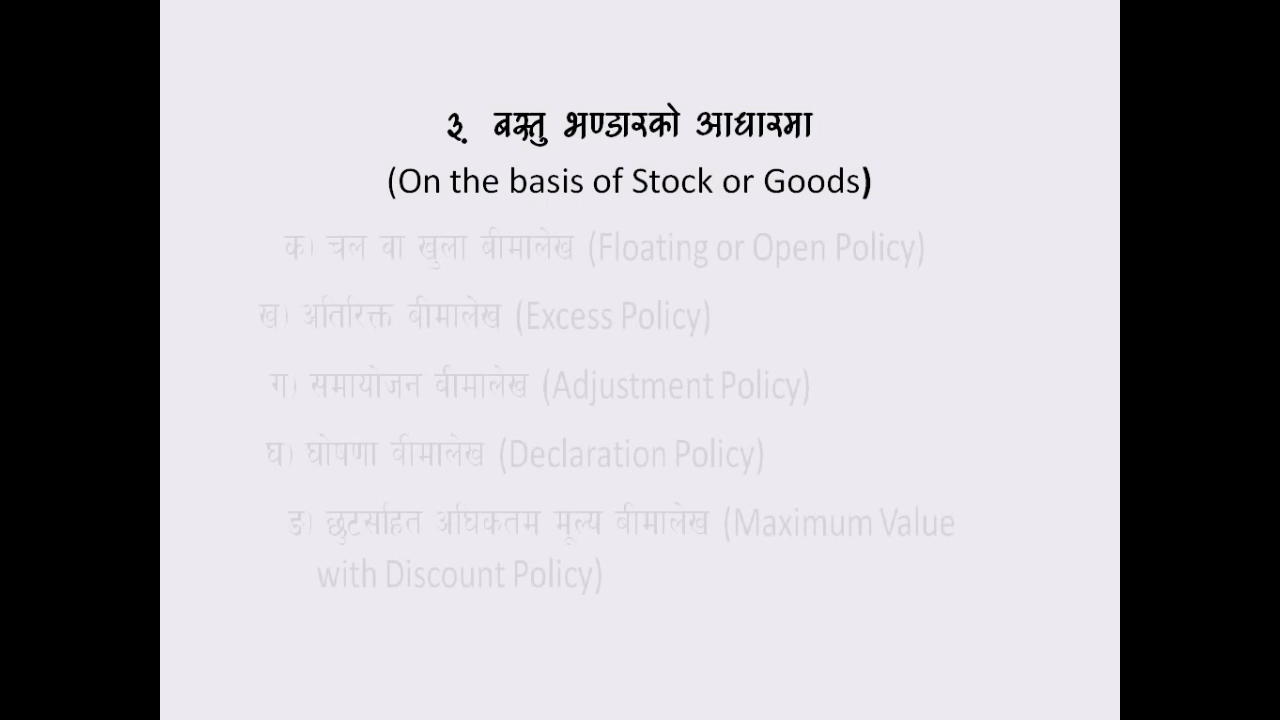 ३. बस्तु भण्डारको आधारमा
(On the basis of Stock or Goods)
क) चल वा खुला बीमालेख (Floating or Open Policy)
ख) अतिरिक्त बीमालेख (Excess Policy)
ग) समायोजन बीमालेख (Adjustment Policy)
घ) घोषणा बीमालेख (Declaration Policy)
ङ) छुटसहित अधिकतम मूल्य बीमालेख (Maximum Value
with Discount Policy)